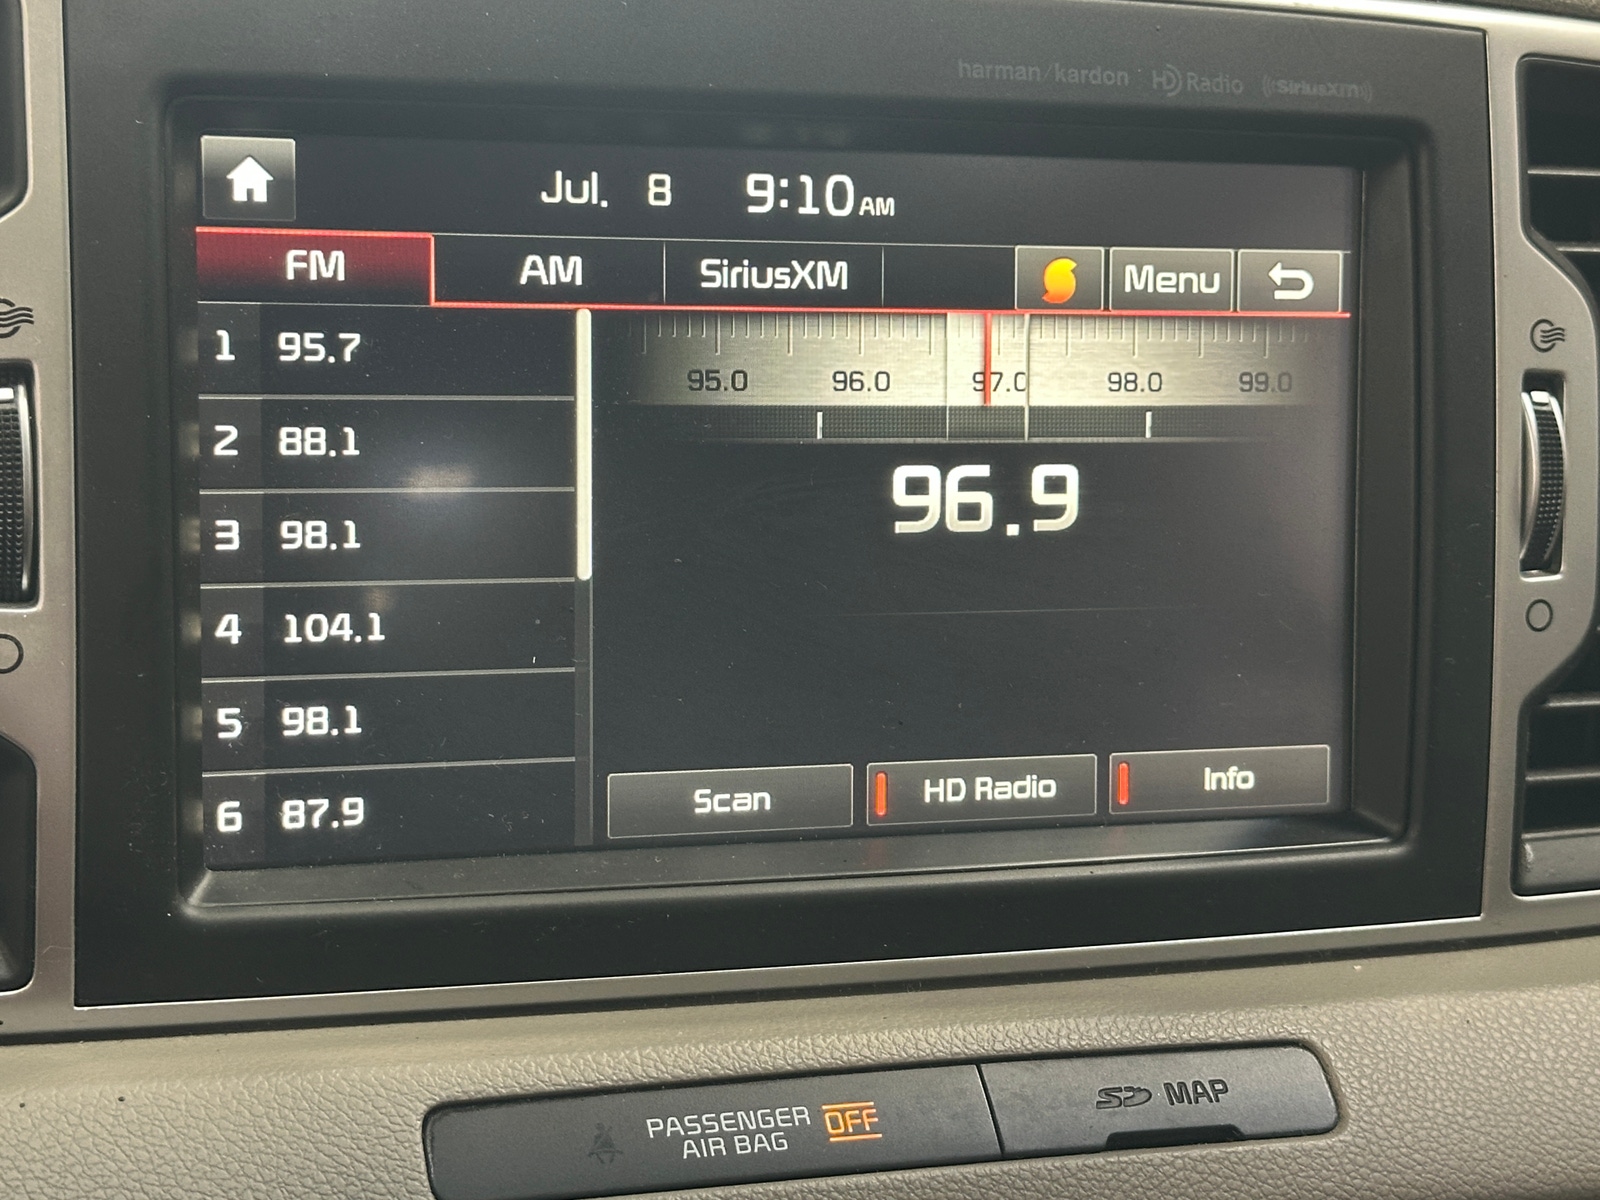 harman/kardon HD Radio SiriusXM
Jul. 8 9:10 AM
FM AM SiriusXM Menu
1 95.7
2 88.1
3 98.1
4 104.1
5 98.1
6 87.9
95.0 96.0 97.0 98.0 99.0
96.9
Scan HD Radio Info
PASSENGER
AIR BAG OFF
SD MAP